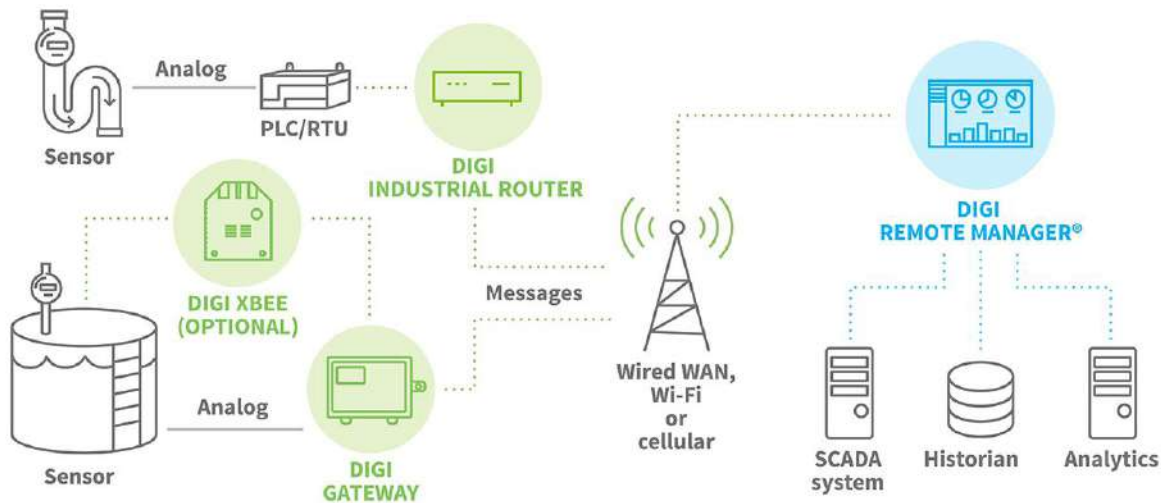 Analog
PLC/RTU
Sensor
DIGI
INDUSTRIAL ROUTER
DIGI
REMOTE MANAGER®
DIGI XBEE
(OPTIONAL)
Messages
Analog
Sensor
DIGI
GATEWAY
Wired WAN,
Wi-Fi
or
cellular
SCADA
system
Historian
Analytics